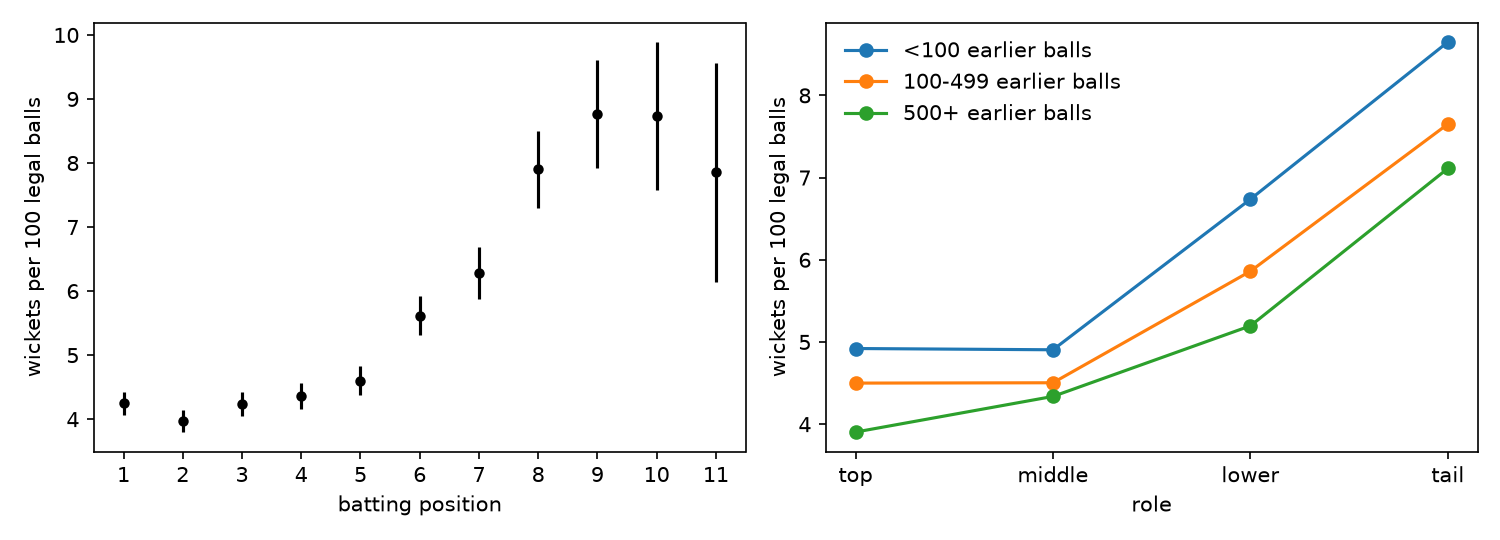 wickets per 100 legal balls
10
9
8
7
6
5
4
1 2 3 4 5 6 7 8 9 10 11
batting position
wickets per 100 legal balls
<100 earlier balls
100-499 earlier balls
500+ earlier balls
8
7
6
5
4
top middle lower tail
role